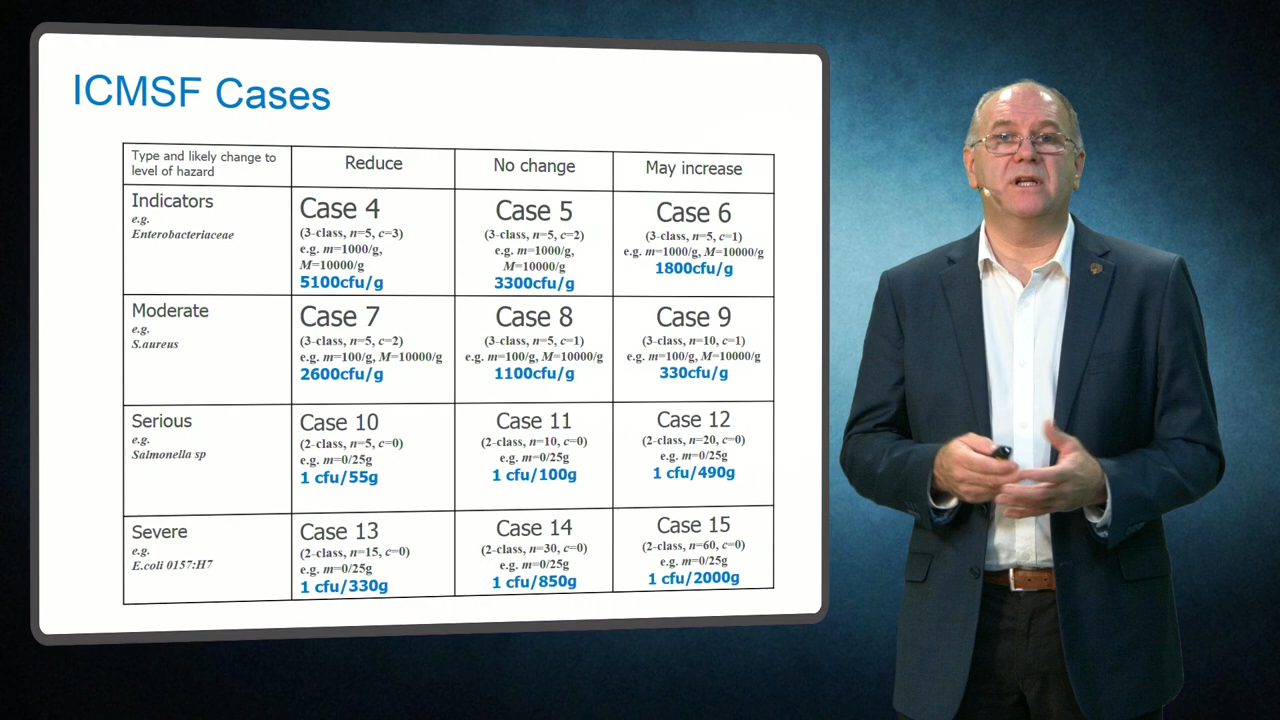 ICMSF Cases
Type and likely change to
level of hazard
Reduce
No change
May increase
Indicators
e.g.
Enterobacteriaceae
Case 4
(3-class, n=5, c=3)
e.g. m=1000/g,
M=10000/g
5100cfu/g
Case 5
(3-class, n=5, c=2)
e.g. m=1000/g,
M=10000/g
3300cfu/g
Case 6
(3-class, n=5, c=1)
e.g. m=1000/g, M=10000/g
1800cfu/g
Moderate
e.g.
S.aureus
Case 7
(3-class, n=5, c=2)
e.g. m=100/g, M=10000/g
2600cfu/g
Case 8
(3-class, n=5, c=1)
e.g. m=100/g, M=10000/g
1100cfu/g
Case 9
(3-class, n=10, c=1)
e.g. m=100/g, M=10000/g
330cfu/g
Serious
e.g.
Salmonella sp
Case 10
(2-class, n=5, c=0)
e.g. m=0/25g
1 cfu/55g
Case 11
(2-class, n=10, c=0)
e.g. m=0/25g
1 cfu/100g
Case 12
(2-class, n=20, c=0)
e.g. m=0/25g
1 cfu/490g
Severe
e.g.
E.coli 0157:H7
Case 13
(2-class, n=15, c=0)
e.g. m=0/25g
1 cfu/330g
Case 14
(2-class, n=30, c=0)
e.g. m=0/25g
1 cfu/850g
Case 15
(2-class, n=60, c=0)
e.g. m=0/25g
1 cfu/2000g